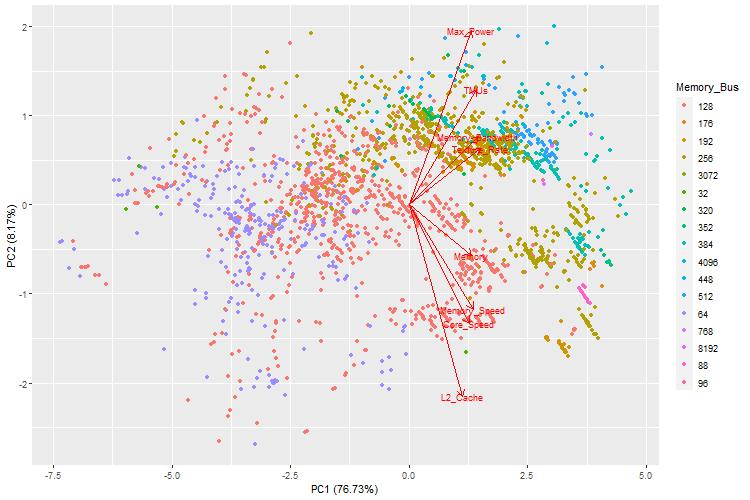 Memory_Bus
128
176
192
256
3072
32
320
352
384
4096
448
512
64
768
8192
88
96
Max_Power
TMUs
Memory_Bandwidth
Texture_Rate
Memory
Memory_Speed
Core_Speed
L2_Cache
2
1
0
-1
-2
PC2 (8.17%)
-7.5
-5.0
-2.5
0.0
2.5
5.0
PC1 (76.73%)